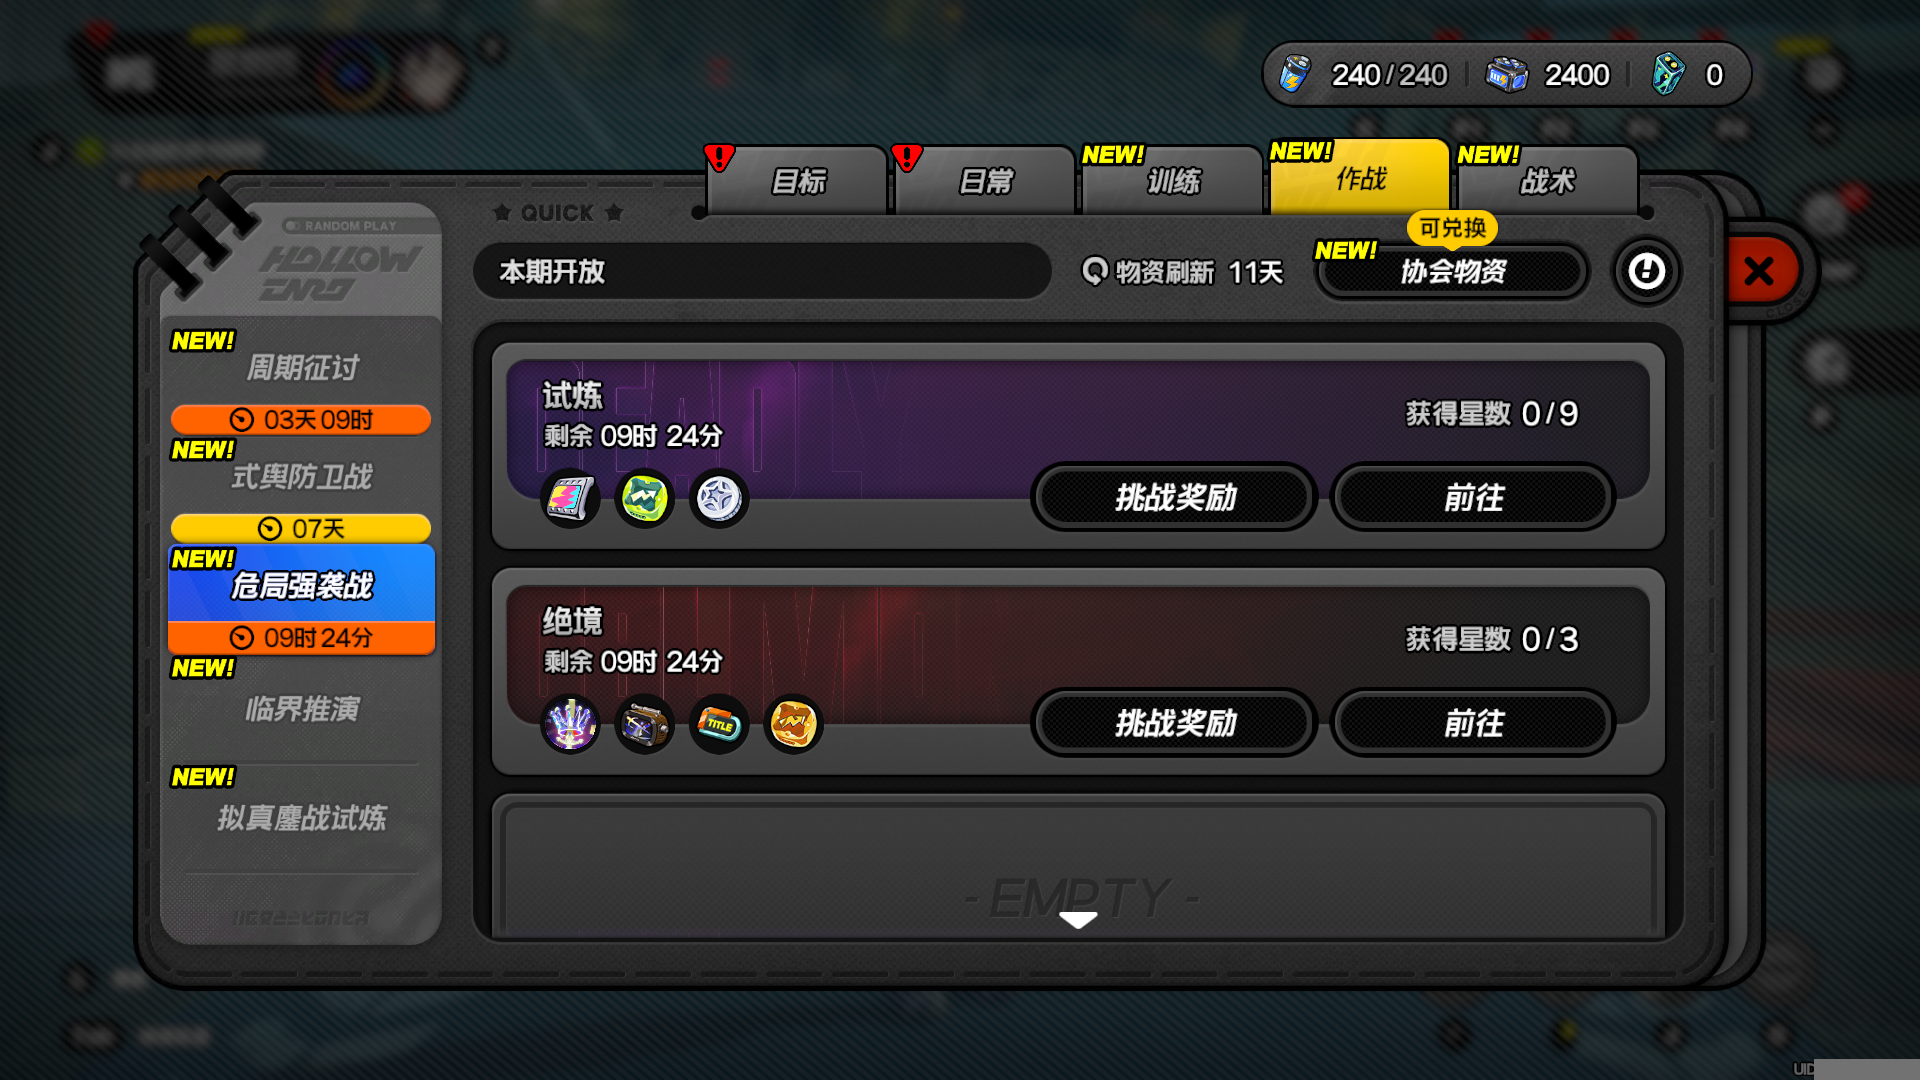 240/240
2400
0
目标
日常
NEW!
训练
NEW!
作战
NEW!
战术
RANDOM PLAY
HOLLOW
ZERO
QUICK
本期开放
物资刷新 11天
可兑换
NEW!
协会物资
NEW!
周期征讨
03天 09时
NEW!
式舆防卫战
07天
NEW!
危局强袭战
09时 24分
NEW!
临界推演
NEW!
拟真鏖战试炼
试炼
剩余 09时 24分
获得星数 0/9
挑战奖励
前往
绝境
剩余 09时 24分
获得星数 0/3
TITLE
挑战奖励
前往
- EMPTY -
UID